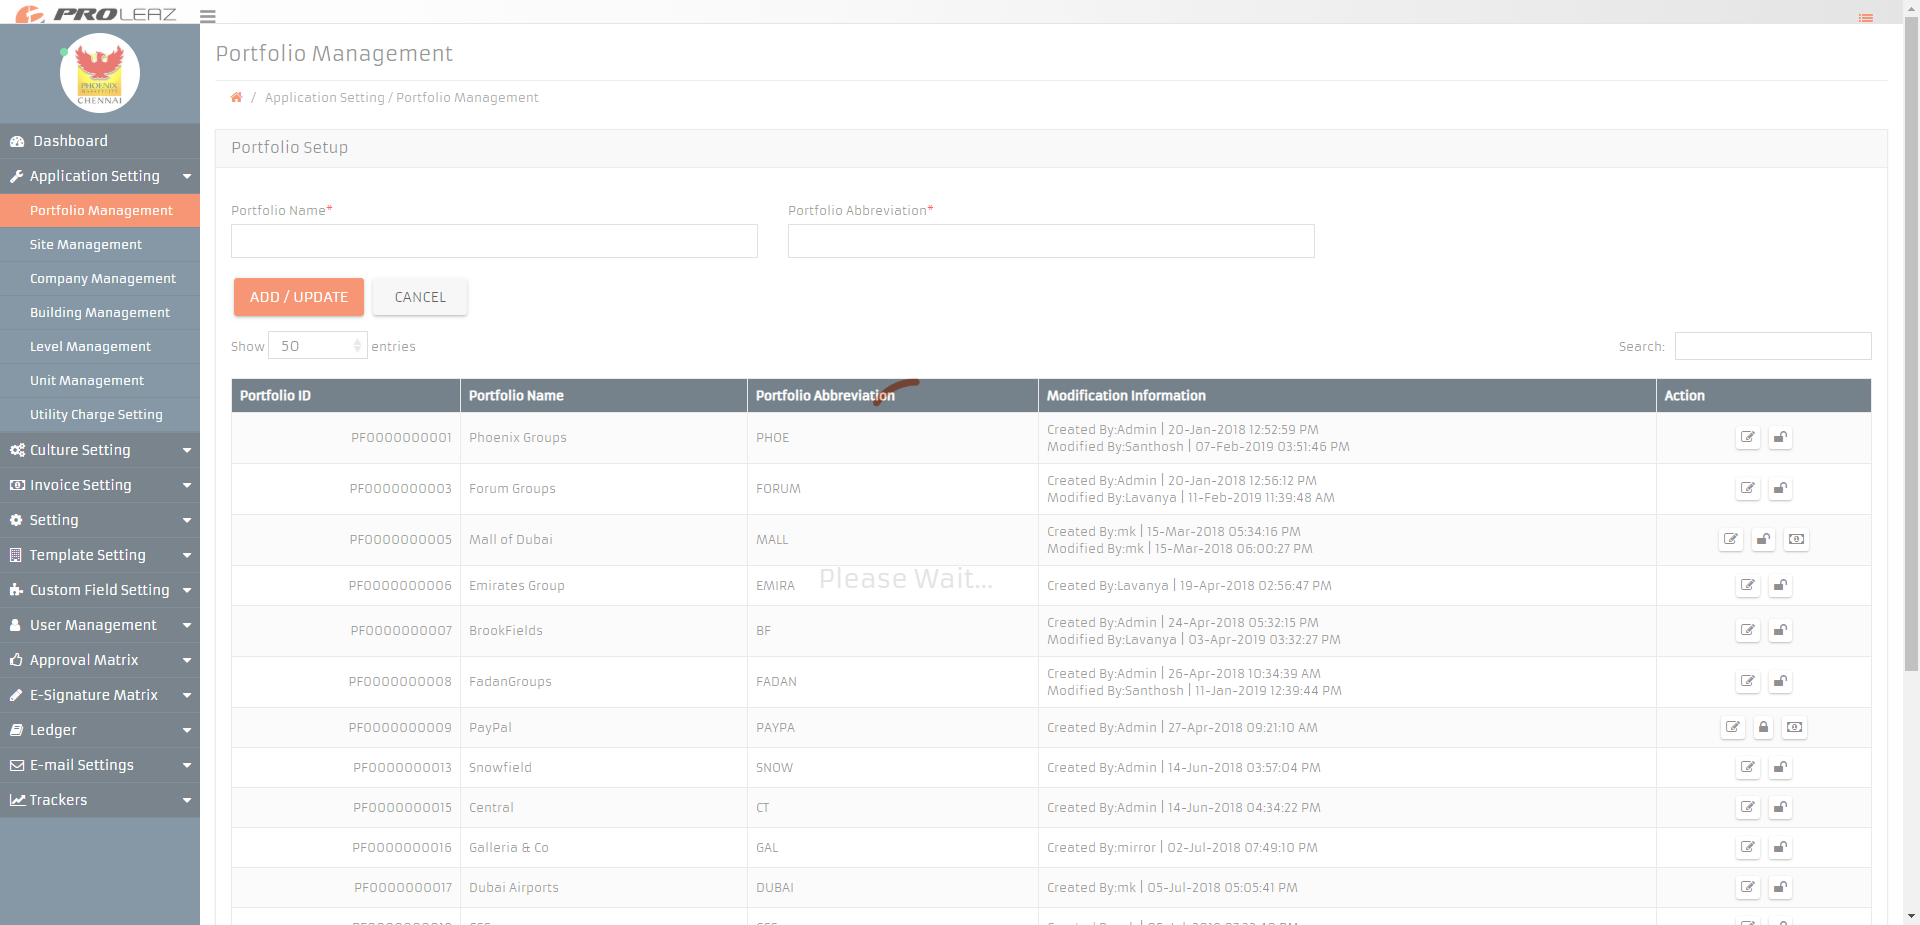 PROLEAZ
PHOENIX
CHENNAI
Dashboard
Application Setting
Portfolio Management
Site Management
Company Management
Building Management
Level Management
Unit Management
Utility Charge Setting
Culture Setting
Invoice Setting
Setting
Template Setting
Custom Field Setting
User Management
Approval Matrix
E-Signature Matrix
Ledger
E-mail Settings
Trackers
Portfolio Management
/ Application Setting / Portfolio Management
Portfolio Setup
Portfolio Name* Portfolio Abbreviation*
ADD / UPDATE CANCEL
Show 50 entries Search:
Portfolio ID Portfolio Name Portfolio Abbreviation Modification Information Action
PF0000000001 Phoenix Groups PHOE Created By:Admin | 20-Jan-2018 12:52:59 PM
Modified By:Santhosh | 07-Feb-2019 03:51:46 PM
PF0000000003 Forum Groups FORUM Created By:Admin | 20-Jan-2018 12:56:12 PM
Modified By:Lavanya | 11-Feb-2019 11:39:48 AM
PF0000000005 Mall of Dubai MALL Created By:mk | 15-Mar-2018 05:34:16 PM
Modified By:mk | 15-Mar-2018 06:00:27 PM
Please Wait...
PF0000000006 Emirates Group EMIRA Created By:Lavanya | 19-Apr-2018 02:56:47 PM
PF0000000007 BrookFields BF Created By:Admin | 24-Apr-2018 05:32:15 PM
Modified By:Lavanya | 03-Apr-2019 03:32:27 PM
PF0000000008 FadanGroups FADAN Created By:Admin | 26-Apr-2018 10:34:39 AM
Modified By:Santhosh | 11-Jan-2019 12:39:44 PM
PF0000000009 PayPal PAYPA Created By:Admin | 27-Apr-2018 09:21:10 AM
PF0000000013 Snowfield SNOW Created By:Admin | 14-Jun-2018 03:57:04 PM
PF0000000015 Central CT Created By:Admin | 14-Jun-2018 04:34:22 PM
PF0000000016 Galleria & Co GAL Created By:mirror | 02-Jul-2018 07:49:10 PM
PF0000000017 Dubai Airports DUBAI Created By:mk | 05-Jul-2018 05:05:41 PM